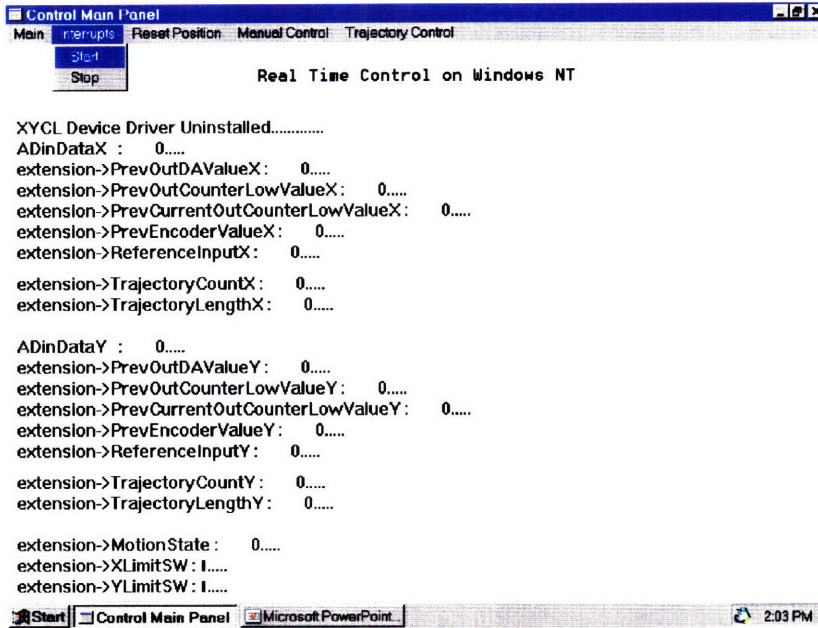 Control Main Panel
Main Interrupts Reset Position Manual Control Trajectory Control
Start
Stop
Real Time Control on Windows NT
XYCL Device Driver Uninstalled.............
ADinDataX : 0.....
extension->PrevOutDAValueX: 0.....
extension->PrevOutCounterLowValueX: 0.....
extension->PrevCurrentOutCounterLowValueX: 0.....
extension->PrevEncoderValueX: 0.....
extension->ReferenceInputX: 0.....
extension->TrajectoryCountX: 0.....
extension->TrajectoryLengthX: 0.....
ADinDataY : 0.....
extension->PrevOutDAValueY: 0.....
extension->PrevOutCounterLowValueY: 0.....
extension->PrevCurrentOutCounterLowValueY: 0.....
extension->PrevEncoderValueY: 0.....
extension->ReferenceInputY: 0.....
extension->TrajectoryCountY: 0.....
extension->TrajectoryLengthY: 0.....
extension->MotionState: 0.....
extension->XLimitSW: I.....
extension->YLimitSW: I.....
Start Control Main Panel Microsoft PowerPoint... 2:03 PM